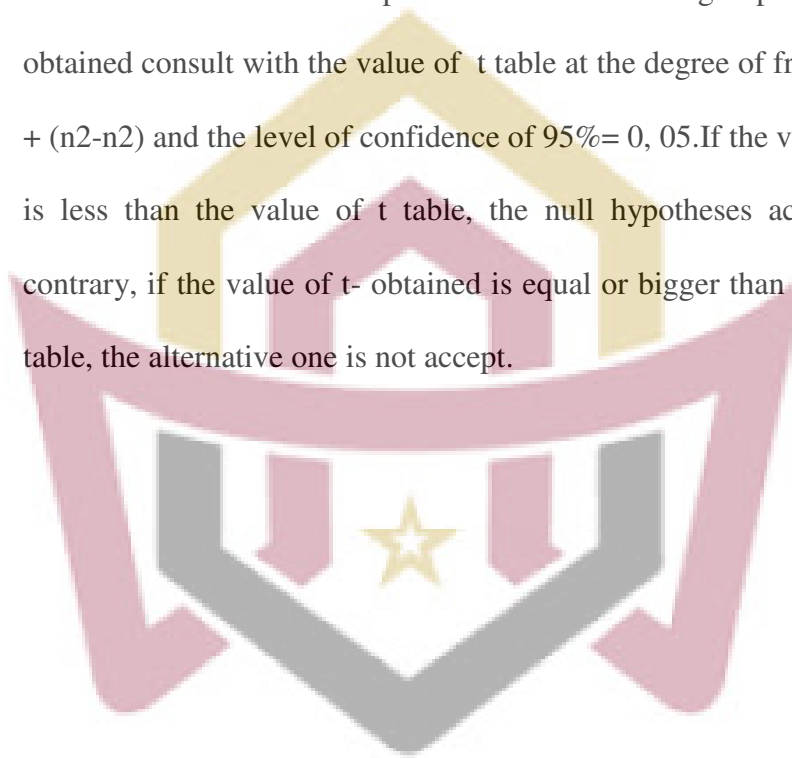 obtained consult with the value of t table at the degree of fr
+ (n2-n2) and the level of confidence of 95%= 0, 05.If the v
is less than the value of t table, the null hypotheses ac
contrary, if the value of t- obtained is equal or bigger than
table, the alternative one is not accept.